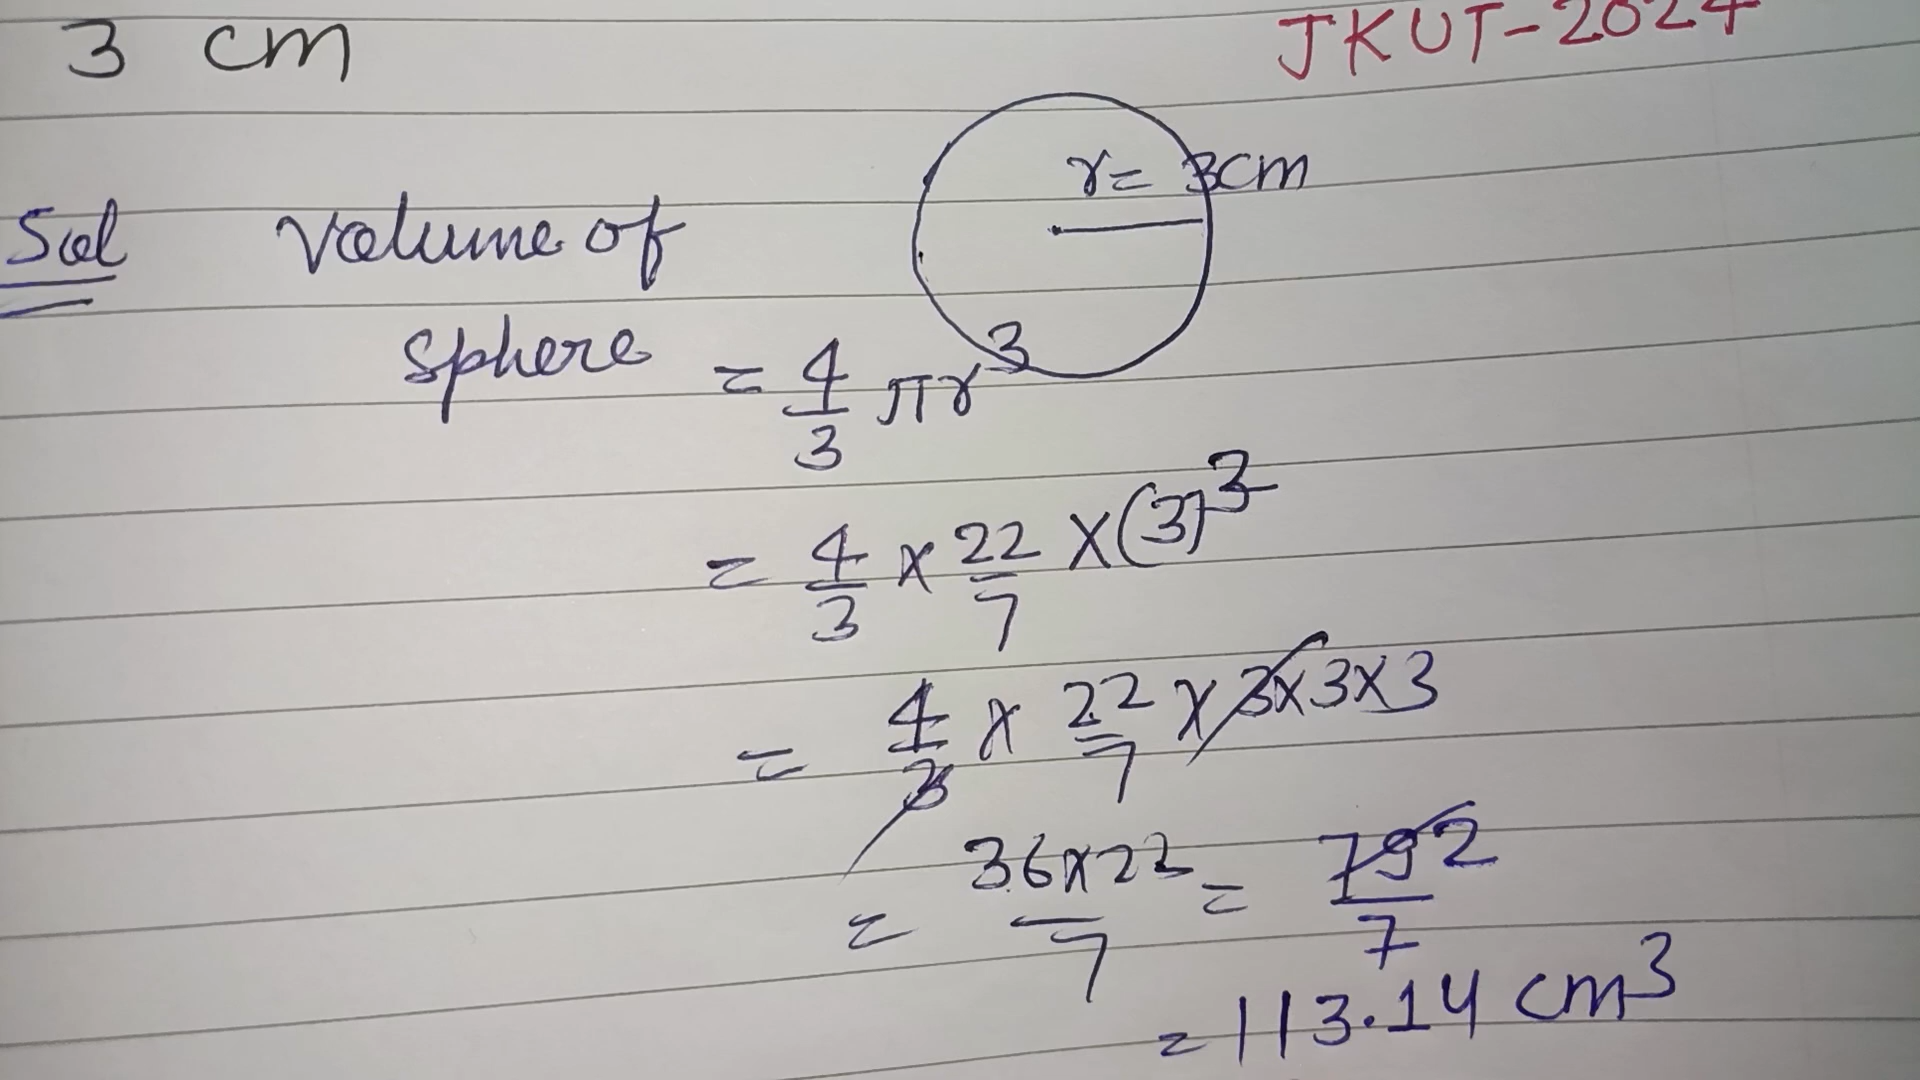 3 cm JKUT-2024
r= 3cm
Sol Volume of
sphere = 4/3 πr³
= 4/3 × 22/7 × (3)³
= 4/3 × 22/7 × 3×3×3
= 36×22/7 = 792/7
= 113.14 cm³